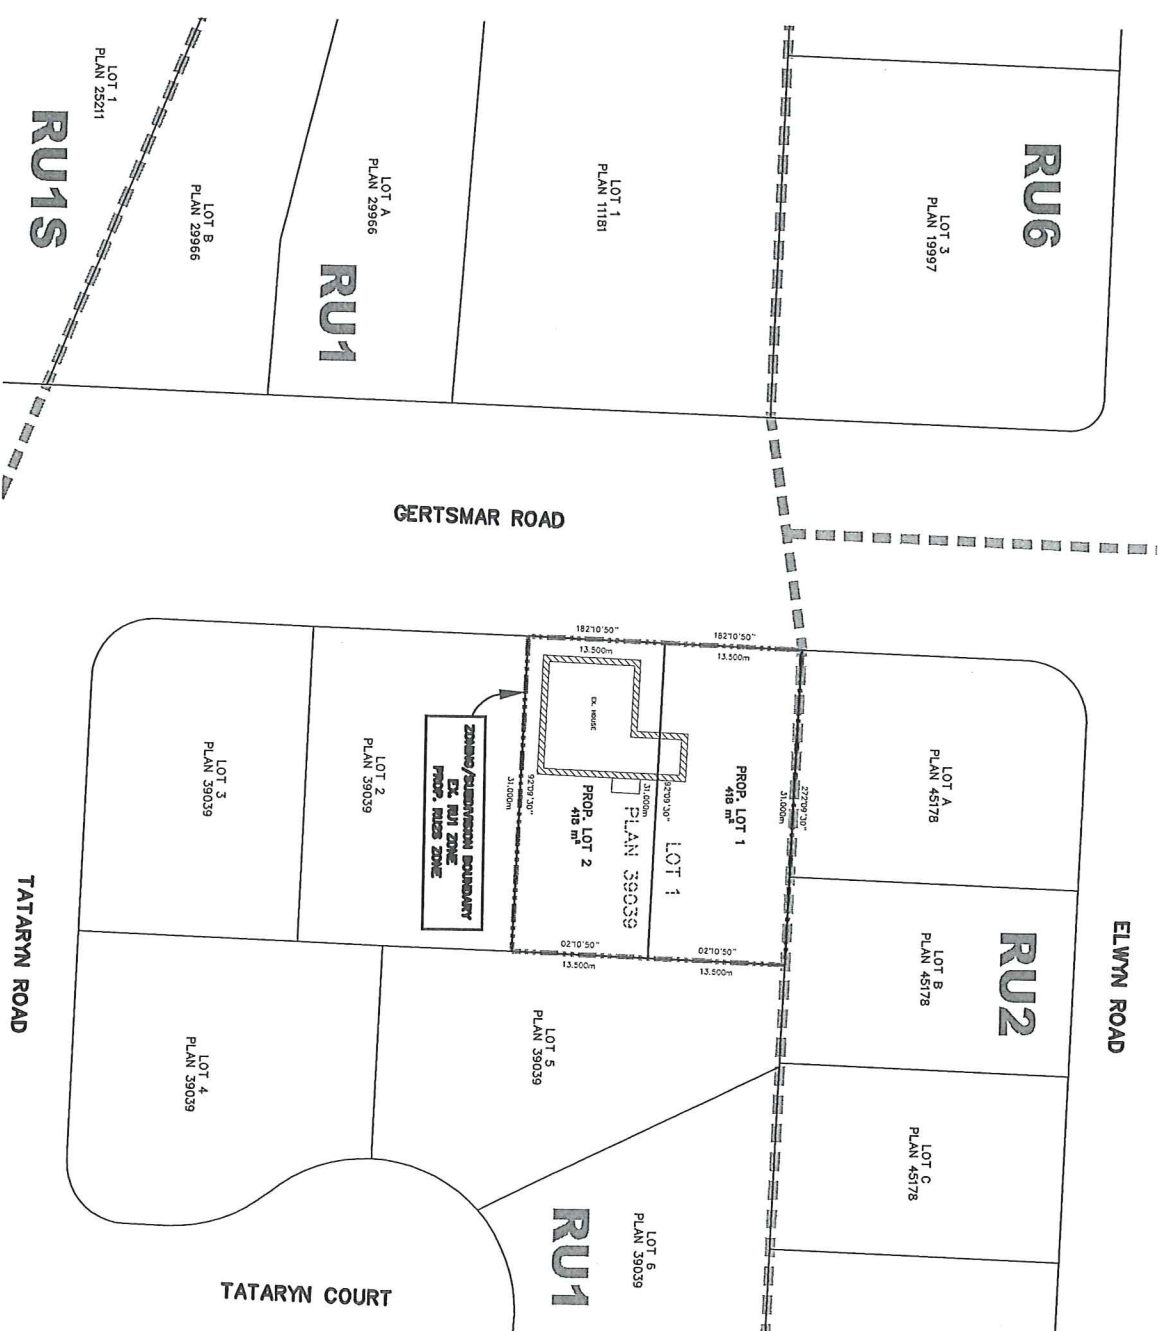 RU6
LOT 3
PLAN 19997
LOT 1
PLAN 11181
LOT A
PLAN 29966
RU1
LOT B
PLAN 29966
LOT 1
PLAN 25211
RU1S
GERTSMAR ROAD
ELWYN ROAD
LOT A
PLAN 45178
LOT B
PLAN 45178
RU2
LOT C
PLAN 45178
272°09'30"
31.000m
182°10'50"
13.500m
182°10'50"
13.500m
PROP. LOT 1
418 m²
LOT 1
PLAN 39039
92°09'30"
31.000m
EX. HOUSE
PROP. LOT 2
418 m²
92°09'30"
31.000m
02°10'50"
13.500m
02°10'50"
13.500m
ZONING/SUBDIVISION BOUNDARY
EX. RU1 ZONE
PROP. RU2S ZONE
LOT 2
PLAN 39039
LOT 3
PLAN 39039
LOT 5
PLAN 39039
LOT 4
PLAN 39039
LOT 6
PLAN 39039
RU1
TATARYN ROAD
TATARYN COURT